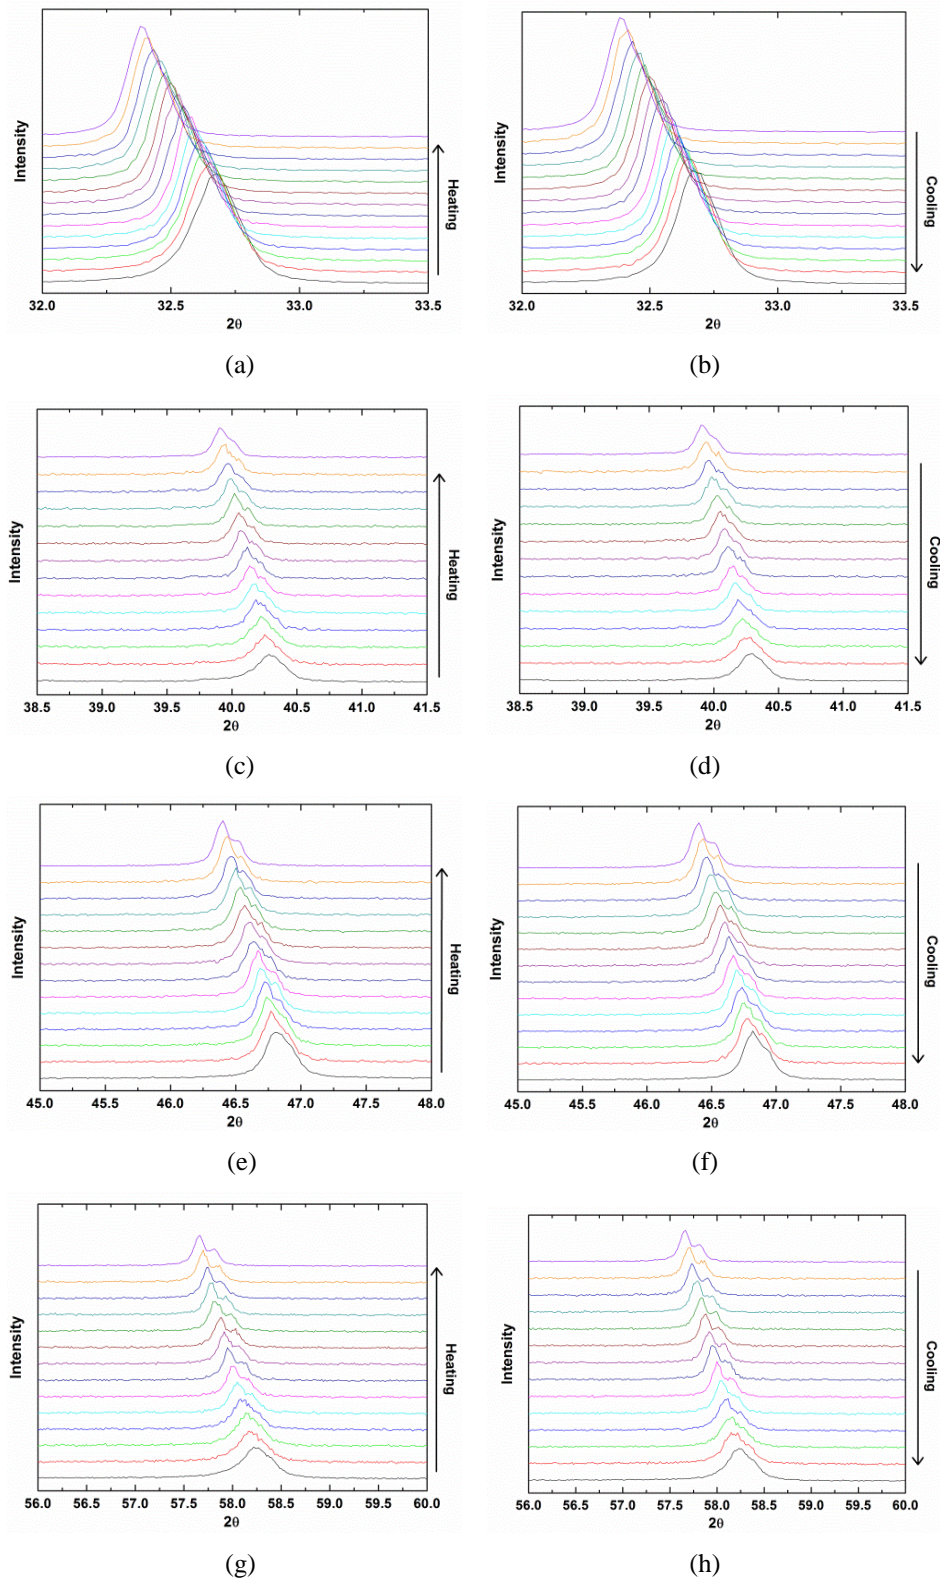 Intensity
Heating
32.0 32.5 33.0 33.5
2θ
(a)
Intensity
Cooling
32.0 32.5 33.0 33.5
2θ
(b)
Intensity
Heating
38.5 39.0 39.5 40.0 40.5 41.0 41.5
2θ
(c)
Intensity
Cooling
38.5 39.0 39.5 40.0 40.5 41.0 41.5
2θ
(d)
Intensity
Heating
45.0 45.5 46.0 46.5 47.0 47.5 48.0
2θ
(e)
Intensity
Cooling
45.0 45.5 46.0 46.5 47.0 47.5 48.0
2θ
(f)
Intensity
Heating
56.0 56.5 57.0 57.5 58.0 58.5 59.0 59.5 60.0
2θ
(g)
Intensity
Cooling
56.0 56.5 57.0 57.5 58.0 58.5 59.0 59.5 60.0
2θ
(h)